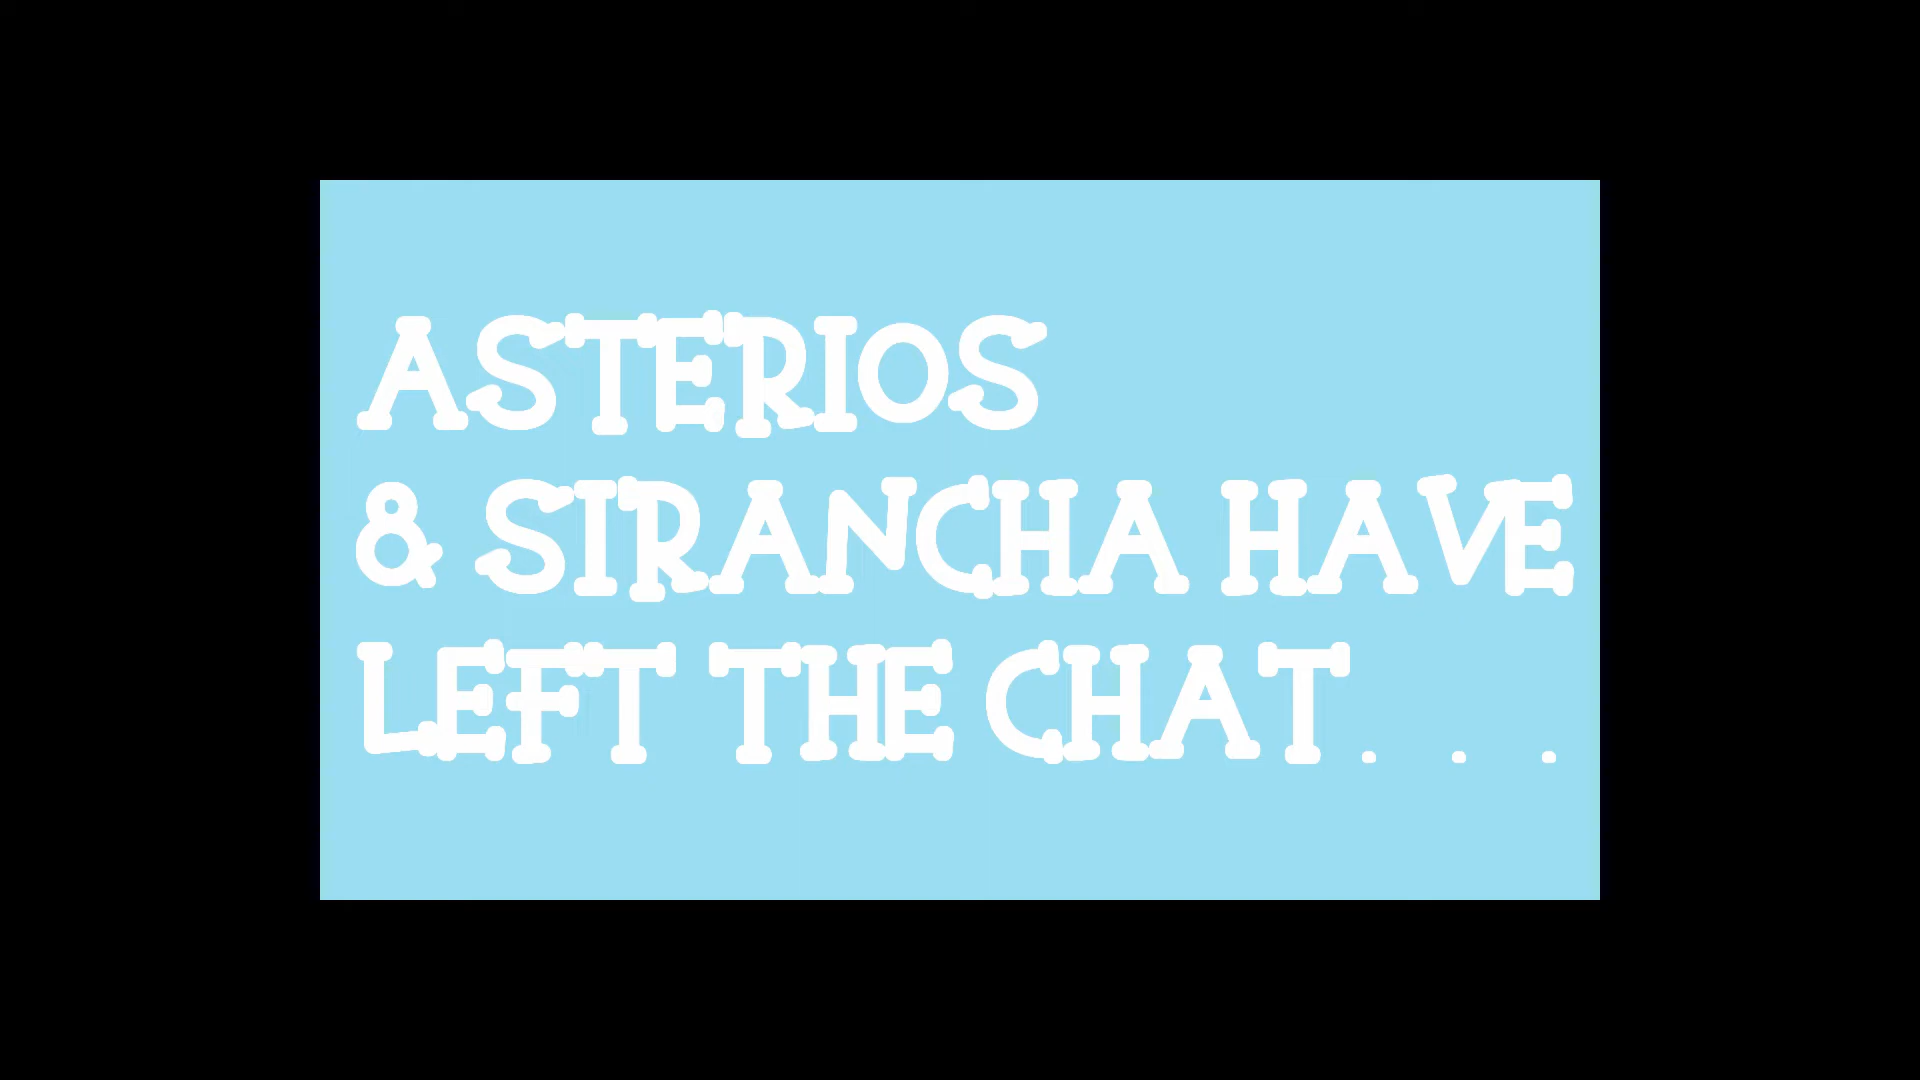 ASTERIOS
& SIRANCHA HAVE
LEFT THE CHAT. . .